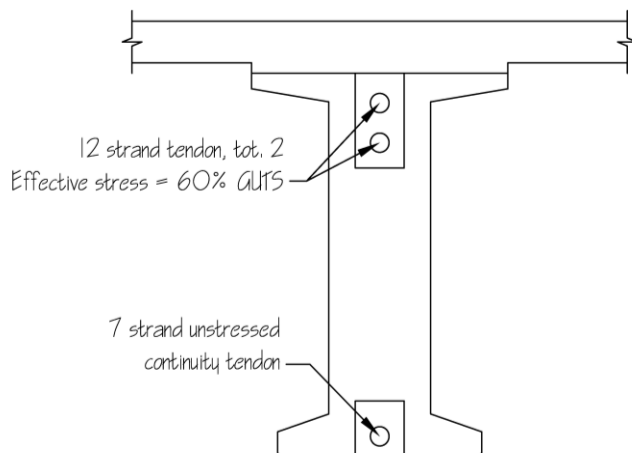 12 strand tendon, tot. 2
Effective stress = 60% GUTS
7 strand unstressed
continuity tendon